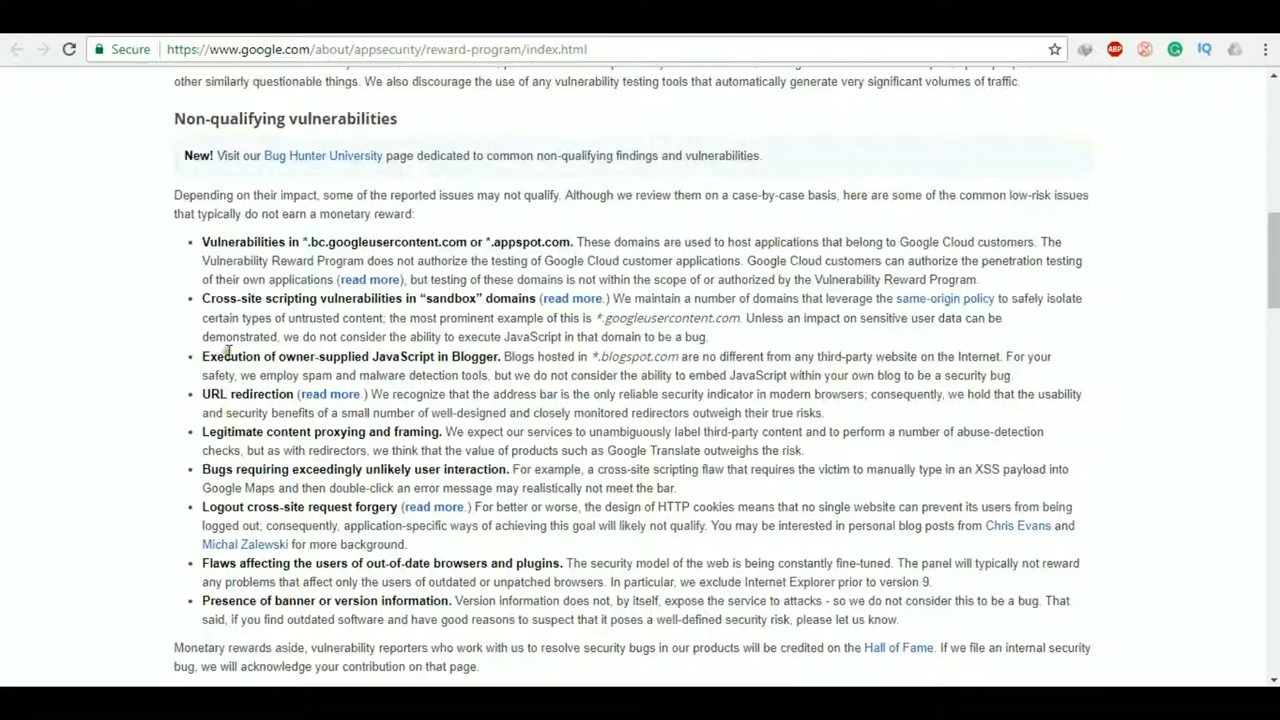 Secure https://www.google.com/about/appsecurity/reward-program/index.html
ABP IQ
other similarly questionable things. We also discourage the use of any vulnerability testing tools that automatically generate very significant volumes of traffic.
Non-qualifying vulnerabilities
New! Visit our Bug Hunter University page dedicated to common non-qualifying findings and vulnerabilities.
Depending on their impact, some of the reported issues may not qualify. Although we review them on a case-by-case basis, here are some of the common low-risk issues
that typically do not earn a monetary reward:
• Vulnerabilities in *.bc.googleusercontent.com or *.appspot.com. These domains are used to host applications that belong to Google Cloud customers. The
Vulnerability Reward Program does not authorize the testing of Google Cloud customer applications. Google Cloud customers can authorize the penetration testing
of their own applications (read more), but testing of these domains is not within the scope of or authorized by the Vulnerability Reward Program.
• Cross-site scripting vulnerabilities in “sandbox” domains (read more.) We maintain a number of domains that leverage the same-origin policy to safely isolate
certain types of untrusted content; the most prominent example of this is *.googleusercontent.com. Unless an impact on sensitive user data can be
demonstrated, we do not consider the ability to execute JavaScript in that domain to be a bug.
• Execution of owner-supplied JavaScript in Blogger. Blogs hosted in *.blogspot.com are no different from any third-party website on the Internet. For your
safety, we employ spam and malware detection tools, but we do not consider the ability to embed JavaScript within your own blog to be a security bug.
• URL redirection (read more.) We recognize that the address bar is the only reliable security indicator in modern browsers; consequently, we hold that the usability
and security benefits of a small number of well-designed and closely monitored redirectors outweigh their true risks.
• Legitimate content proxying and framing. We expect our services to unambiguously label third-party content and to perform a number of abuse-detection
checks, but as with redirectors, we think that the value of products such as Google Translate outweighs the risk.
• Bugs requiring exceedingly unlikely user interaction. For example, a cross-site scripting flaw that requires the victim to manually type in an XSS payload into
Google Maps and then double-click an error message may realistically not meet the bar.
• Logout cross-site request forgery (read more.) For better or worse, the design of HTTP cookies means that no single website can prevent its users from being
logged out; consequently, application-specific ways of achieving this goal will likely not qualify. You may be interested in personal blog posts from Chris Evans and
Michal Zalewski for more background.
• Flaws affecting the users of out-of-date browsers and plugins. The security model of the web is being constantly fine-tuned. The panel will typically not reward
any problems that affect only the users of outdated or unpatched browsers. In particular, we exclude Internet Explorer prior to version 9.
• Presence of banner or version information. Version information does not, by itself, expose the service to attacks - so we do not consider this to be a bug. That
said, if you find outdated software and have good reasons to suspect that it poses a well-defined security risk, please let us know.
Monetary rewards aside, vulnerability reporters who work with us to resolve security bugs in our products will be credited on the Hall of Fame. If we file an internal security
bug, we will acknowledge your contribution on that page.